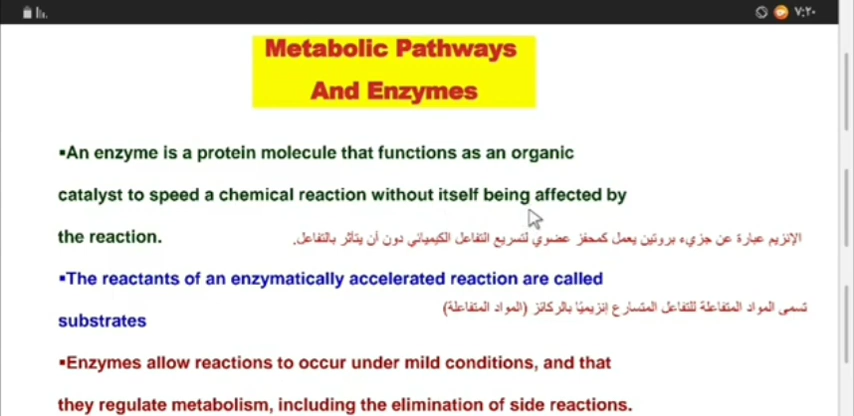 ٧:٢٠
Metabolic Pathways
And Enzymes
▪An enzyme is a protein molecule that functions as an organic
catalyst to speed a chemical reaction without itself being affected by
the reaction.
الإنزيم عبارة عن جزيء بروتين يعمل كمحفز عضوي لتسريع التفاعل الكيميائي دون أن يتأثر بالتفاعل.
▪The reactants of an enzymatically accelerated reaction are called
تسمى المواد المتفاعلة للتفاعل المتسارع إنزيميًا بالركائز (المواد المتفاعلة)
substrates
▪Enzymes allow reactions to occur under mild conditions, and that
they regulate metabolism, including the elimination of side reactions.